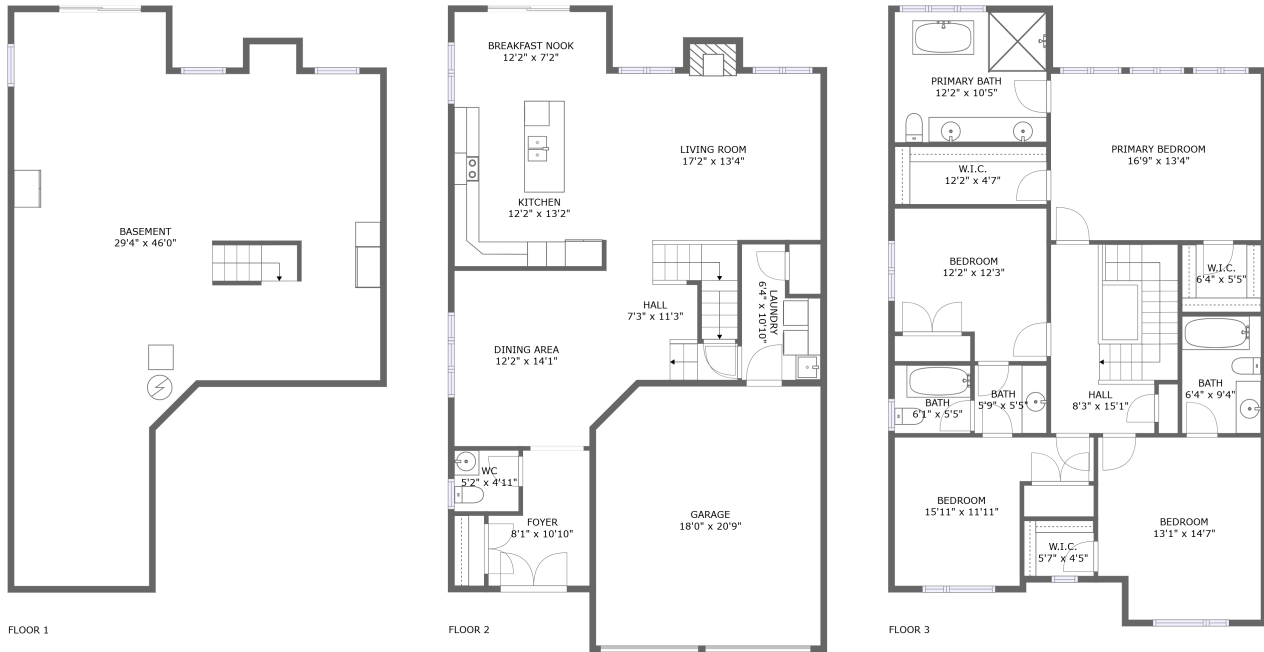 BASEMENT
29'4" x 46'0"
FLOOR 1
BREAKFAST NOOK
12'2" x 7'2"
LIVING ROOM
17'2" x 13'4"
KITCHEN
12'2" x 13'2"
HALL
7'3" x 11'3"
LAUNDRY
6'4" x 10'10"
DINING AREA
12'2" x 14'1"
WC
5'2" x 4'11"
FOYER
8'1" x 10'10"
GARAGE
18'0" x 20'9"
FLOOR 2
PRIMARY BATH
12'2" x 10'5"
PRIMARY BEDROOM
16'9" x 13'4"
W.I.C.
12'2" x 4'7"
BEDROOM
12'2" x 12'3"
W.I.C.
6'4" x 5'5"
BATH
6'1" x 5'5"
BATH
5'9" x 5'5"
HALL
8'3" x 15'1"
BATH
6'4" x 9'4"
BEDROOM
15'11" x 11'11"
W.I.C.
5'7" x 4'5"
BEDROOM
13'1" x 14'7"
FLOOR 3